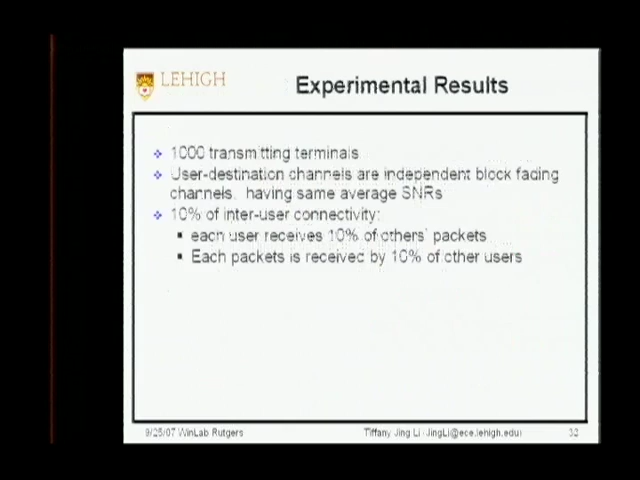 LEHIGH
Experimental Results
1000 transmitting terminals
User-destination channels are independent block fading
channels. having same average SNRs
10% of inter-user connectivity:
each user receives 10% of others' packets
Each packets is received by 10% of other users
9/25/07 WinLab Rutgers
Tiffany Jing Li (JingLi@ece.lehigh.edu)
32